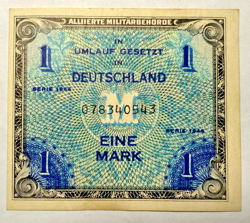 ALLIIERTE MILITÄRBEHÖRDE
1 IN 1
UMLAUF GESETZT
IN
SERIE 1944 DEUTSCHLAND
M
078340543
SERIE 1944
1 EINE 1
MARK